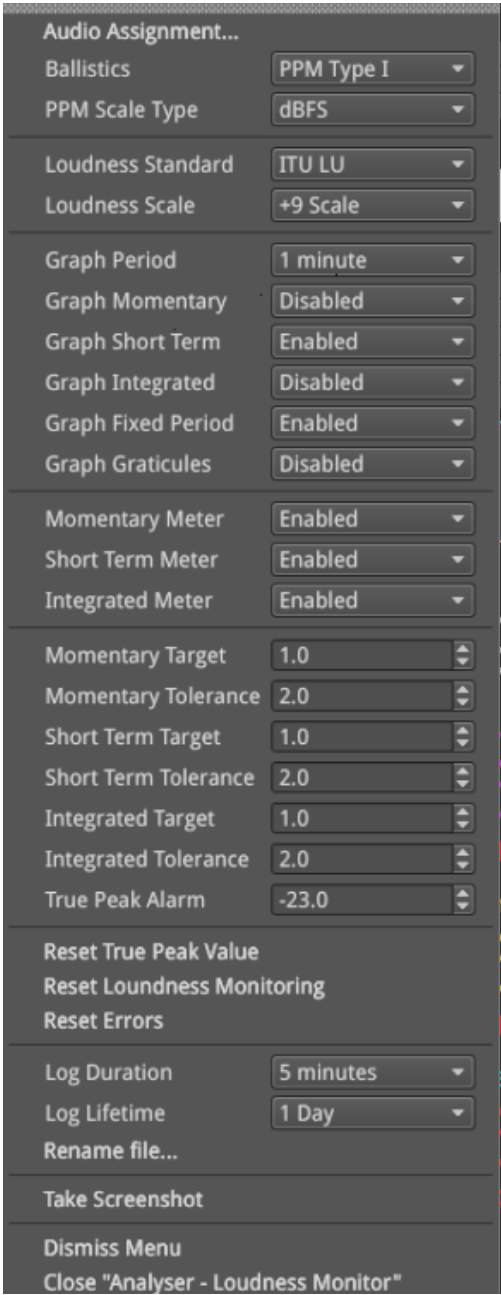 Audio Assignment...
Ballistics PPM Type I
PPM Scale Type dBFS
Loudness Standard ITU LU
Loudness Scale +9 Scale
Graph Period 1 minute
Graph Momentary Disabled
Graph Short Term Enabled
Graph Integrated Disabled
Graph Fixed Period Enabled
Graph Graticules Disabled
Momentary Meter Enabled
Short Term Meter Enabled
Integrated Meter Enabled
Momentary Target 1.0
Momentary Tolerance 2.0
Short Term Target 1.0
Short Term Tolerance 2.0
Integrated Target 1.0
Integrated Tolerance 2.0
True Peak Alarm -23.0
Reset True Peak Value
Reset Loundness Monitoring
Reset Errors
Log Duration 5 minutes
Log Lifetime 1 Day
Rename file...
Take Screenshot
Dismiss Menu
Close "Analyser - Loudness Monitor"